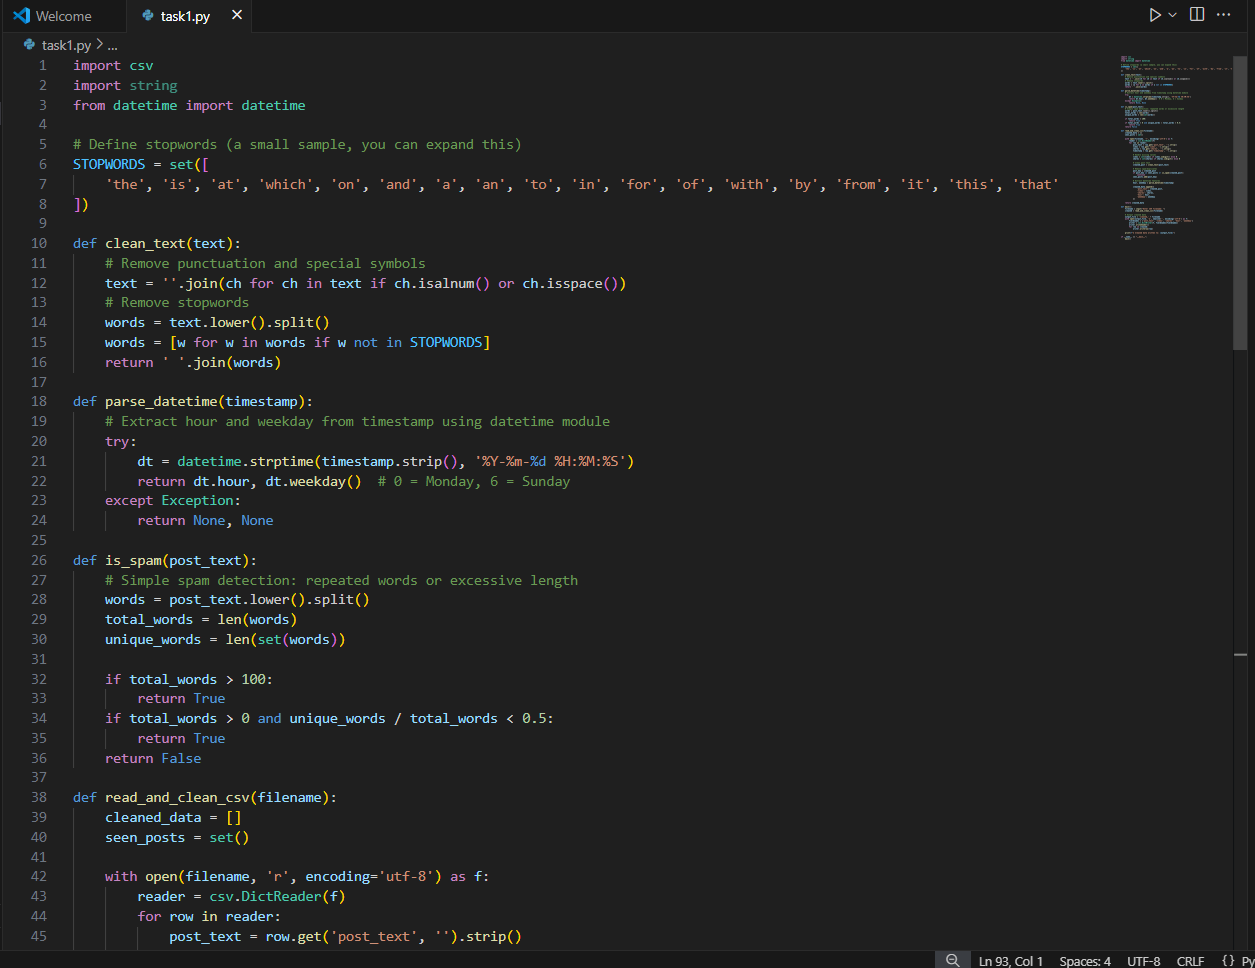 Welcome
task1.py
task1.py > ...
1 import csv
2 import string
3 from datetime import datetime
4
5 # Define stopwords (a small sample, you can expand this)
6 STOPWORDS = set([
7     'the', 'is', 'at', 'which', 'on', 'and', 'a', 'an', 'to', 'in', 'for', 'of', 'with', 'by', 'from', 'it', 'this', 'that'
8 ])
9
10 def clean_text(text):
11     # Remove punctuation and special symbols
12     text = ''.join(ch for ch in text if ch.isalnum() or ch.isspace())
13     # Remove stopwords
14     words = text.lower().split()
15     words = [w for w in words if w not in STOPWORDS]
16     return ' '.join(words)
17
18 def parse_datetime(timestamp):
19     # Extract hour and weekday from timestamp using datetime module
20     try:
21         dt = datetime.strptime(timestamp.strip(), '%Y-%m-%d %H:%M:%S')
22         return dt.hour, dt.weekday()  # 0 = Monday, 6 = Sunday
23     except Exception:
24         return None, None
25
26 def is_spam(post_text):
27     # Simple spam detection: repeated words or excessive length
28     words = post_text.lower().split()
29     total_words = len(words)
30     unique_words = len(set(words))
31
32     if total_words > 100:
33         return True
34     if total_words > 0 and unique_words / total_words < 0.5:
35         return True
36     return False
37
38 def read_and_clean_csv(filename):
39     cleaned_data = []
40     seen_posts = set()
41
42     with open(filename, 'r', encoding='utf-8') as f:
43         reader = csv.DictReader(f)
44         for row in reader:
45             post_text = row.get('post_text', '').strip()
Ln 93, Col 1 Spaces: 4 UTF-8 CRLF {} Py